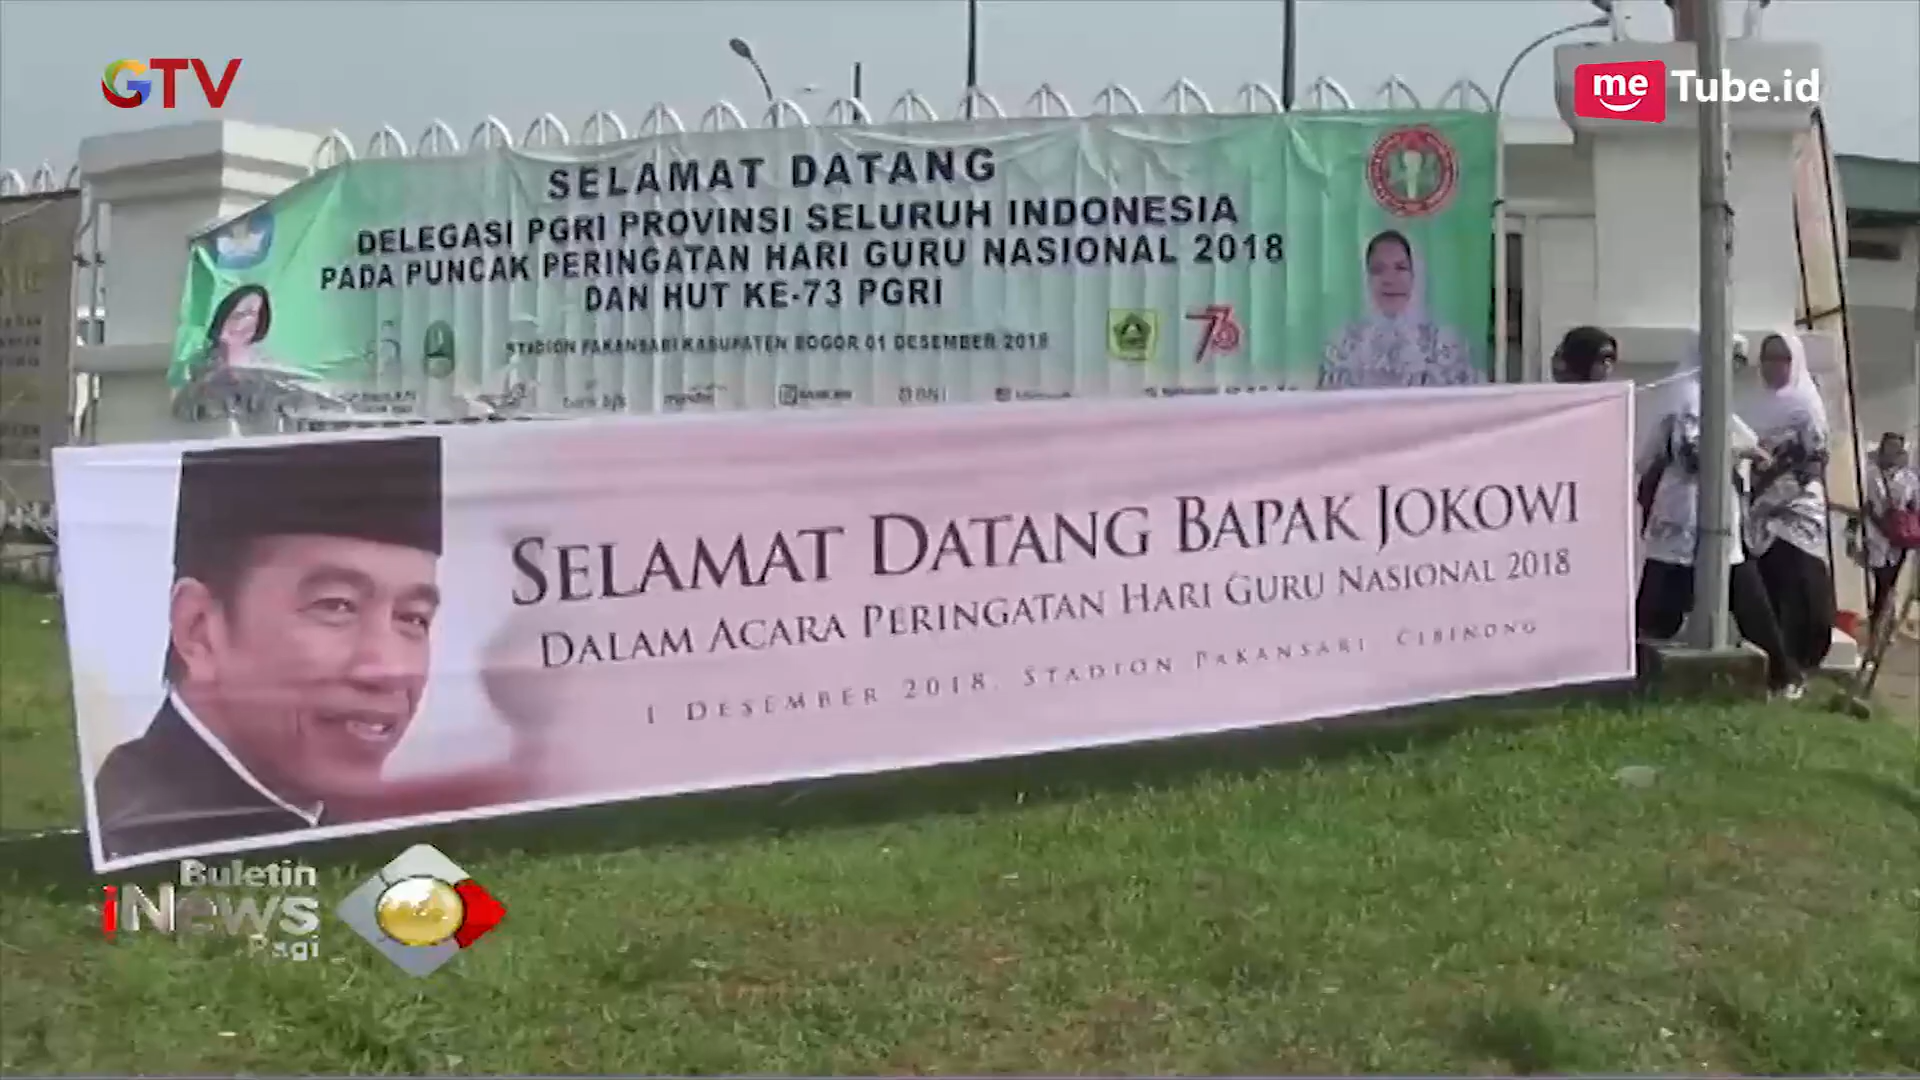 GTV
me Tube.id
SELAMAT DATANG
DELEGASI PGRI PROVINSI SELURUH INDONESIA
PADA PUNCAK PERINGATAN HARI GURU NASIONAL 2018
DAN HUT KE-73 PGRI
STADION PAKANSARI KABUPATEN BOGOR 01 DESEMBER 2018
73
SELAMAT DATANG BAPAK JOKOWI
DALAM ACARA PERINGATAN HARI GURU NASIONAL 2018
1 DESEMBER 2018, STADION PAKANSARI, CIBINONG
Buletin
iNews
Pagi